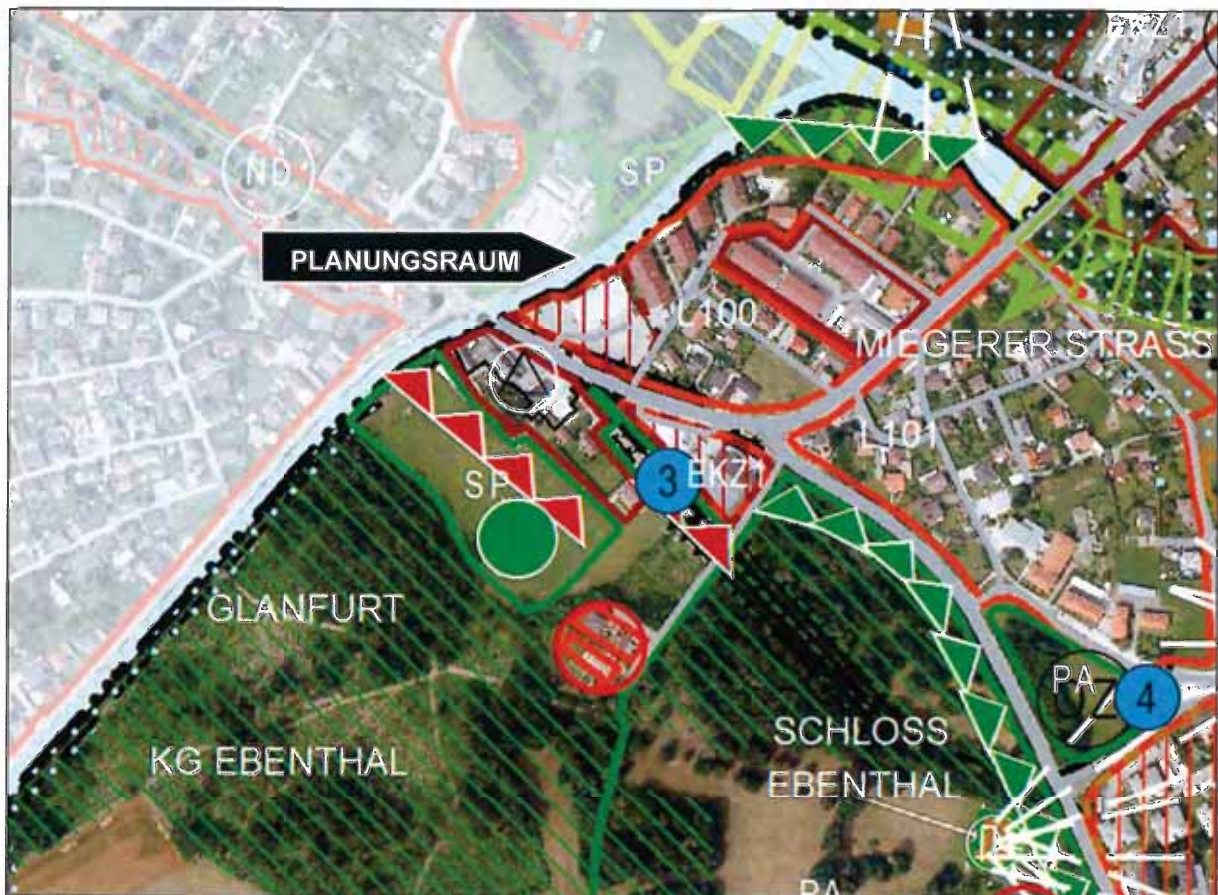 ND
SP
PLANUNGSRAUM
L100
MIEGERER STRASS
L101
SP
3
EKZ1
GLANFURT
PA
4
SCHLOSS
EBENTHAL
KG EBENTHAL
D
PA